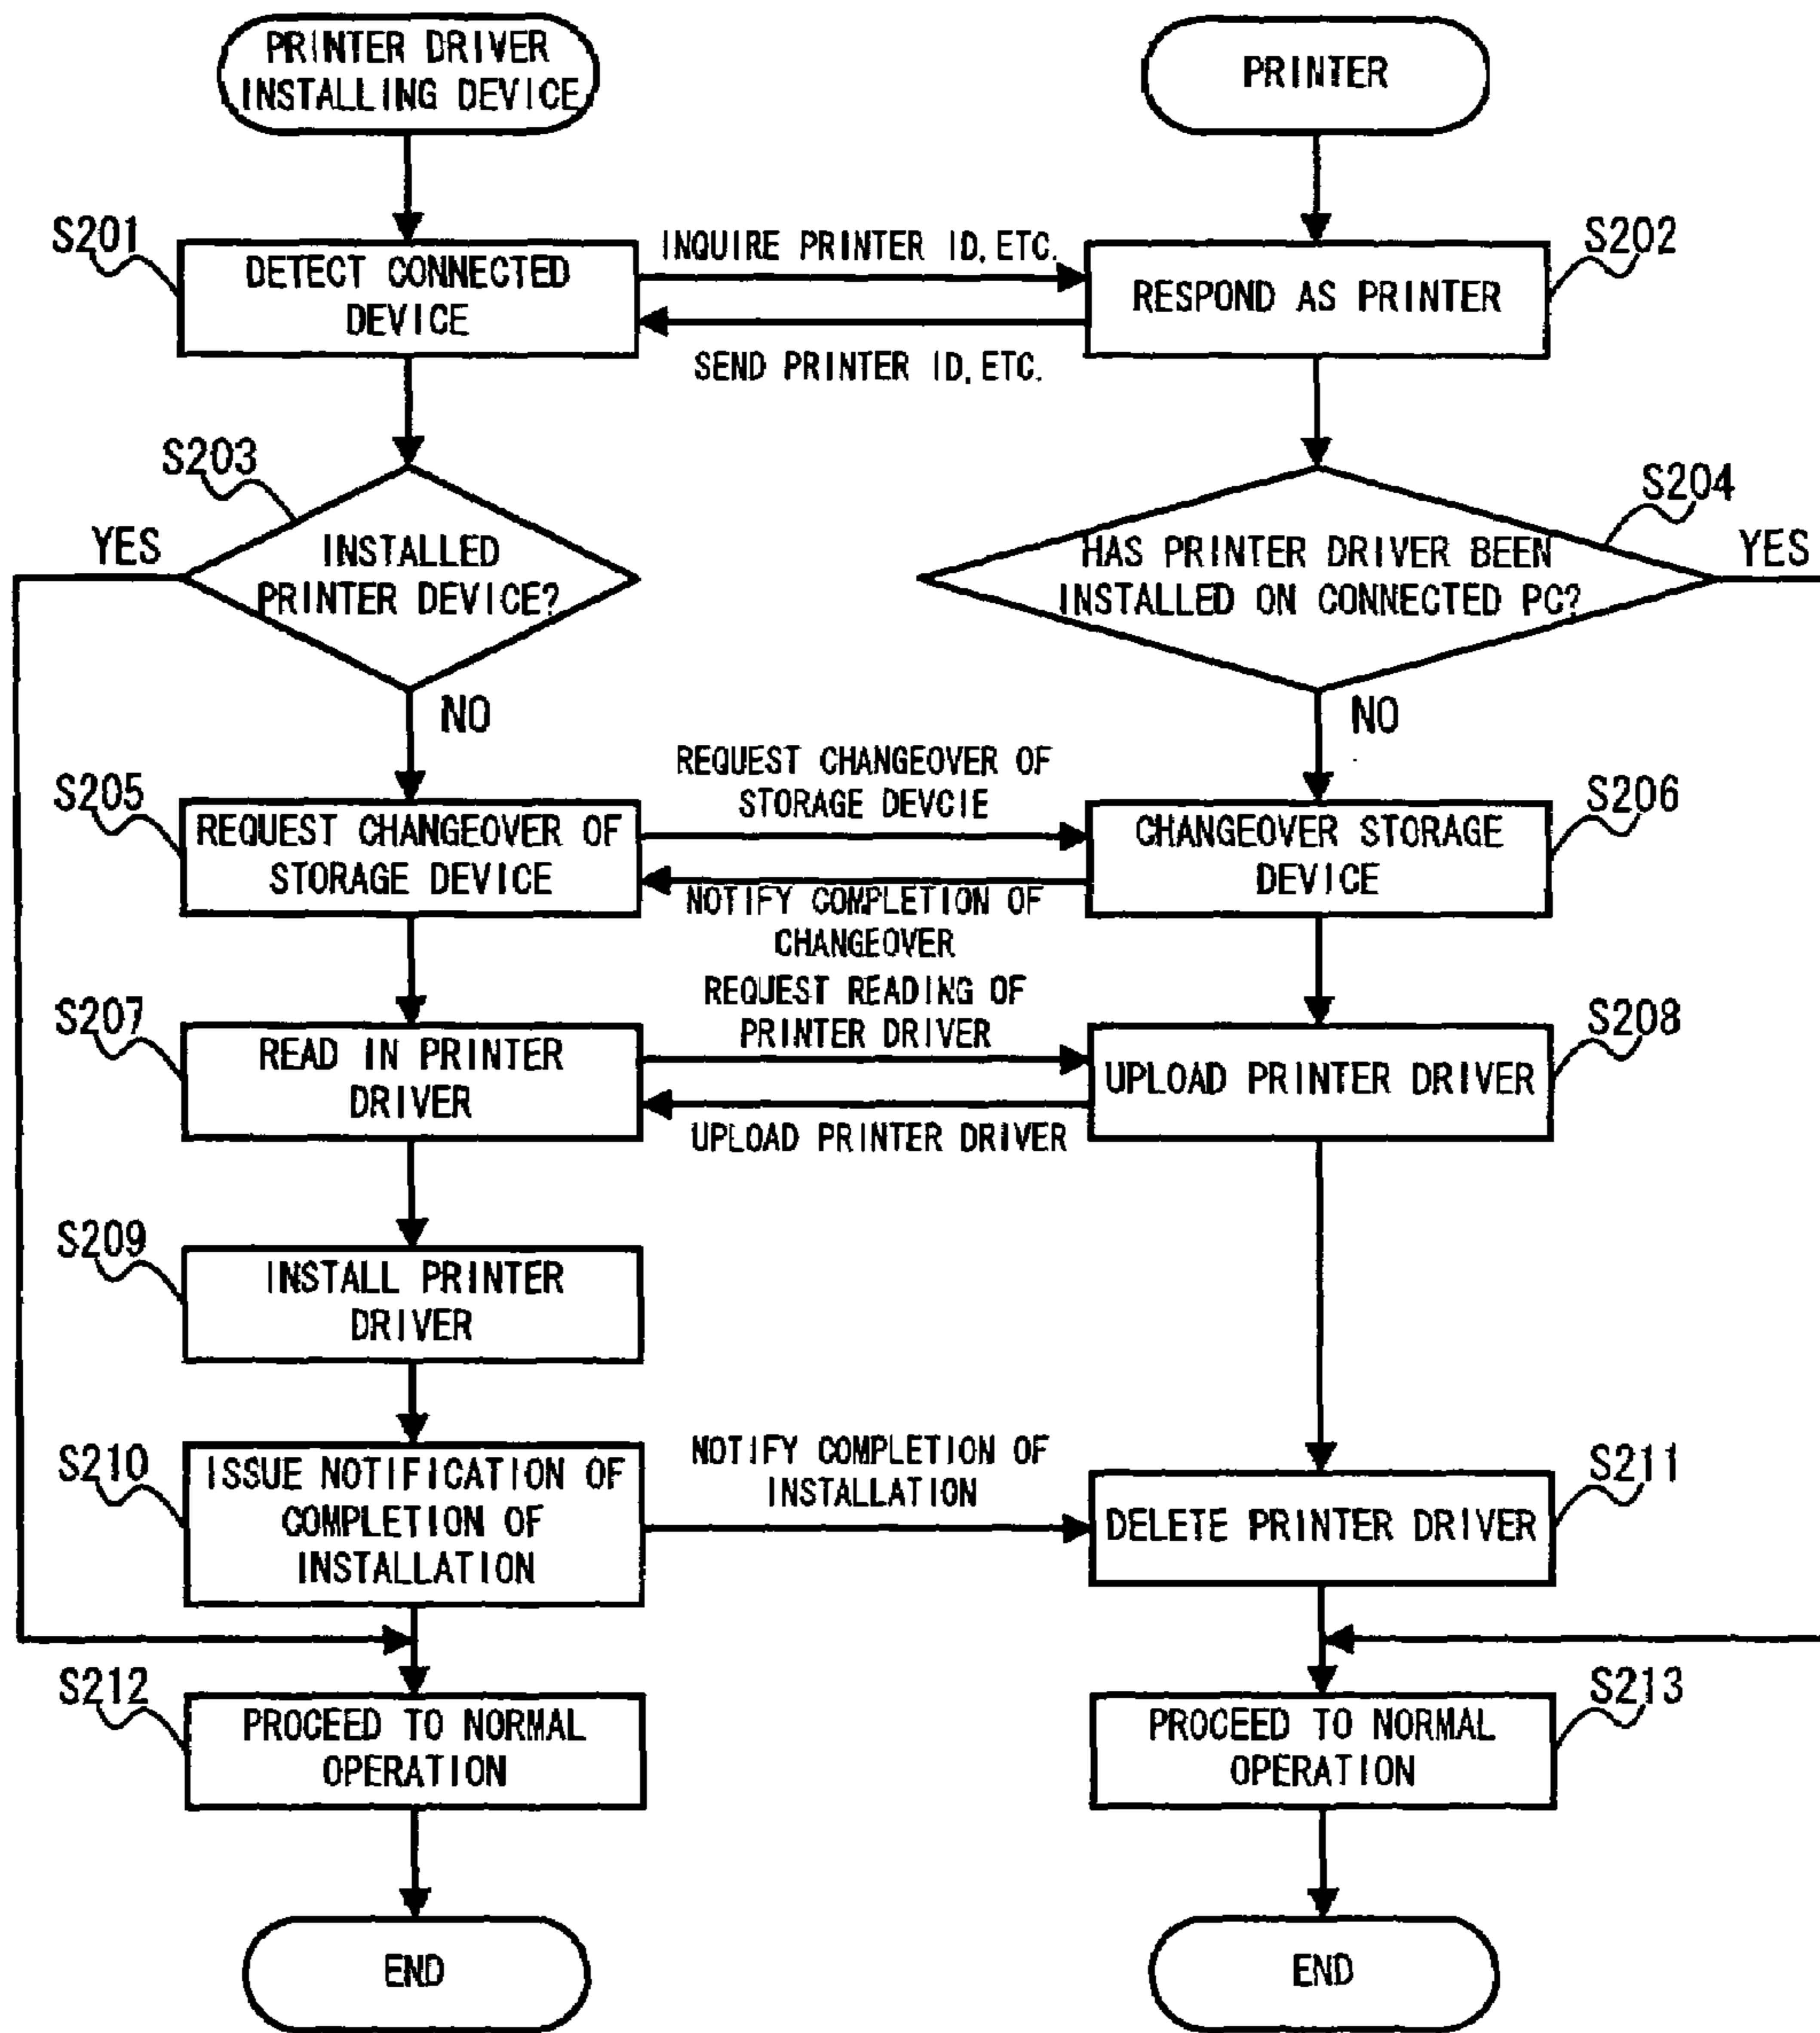 PRINTER DRIVER
INSTALLING DEVICE
PRINTER
S201
DETECT CONNECTED
DEVICE
INQUIRE PRINTER ID, ETC.
SEND PRINTER ID, ETC.
RESPOND AS PRINTER
S202
S203
YES
INSTALLED
PRINTER DEVICE?
NO
S204
YES
HAS PRINTER DRIVER BEEN
INSTALLED ON CONNECTED PC?
NO
S205
REQUEST CHANGEOVER OF
STORAGE DEVICE
REQUEST CHANGEOVER OF
STORAGE DEVCIE
NOTIFY COMPLETION OF
CHANGEOVER
CHANGEOVER STORAGE
DEVICE
S206
S207
READ IN PRINTER
DRIVER
REQUEST READING OF
PRINTER DRIVER
UPLOAD PRINTER DRIVER
UPLOAD PRINTER DRIVER
S208
S209
INSTALL PRINTER
DRIVER
S210
ISSUE NOTIFICATION OF
COMPLETION OF
INSTALLATION
NOTIFY COMPLETION OF
INSTALLATION
DELETE PRINTER DRIVER
S211
S212
PROCEED TO NORMAL
OPERATION
PROCEED TO NORMAL
OPERATION
S213
END
END